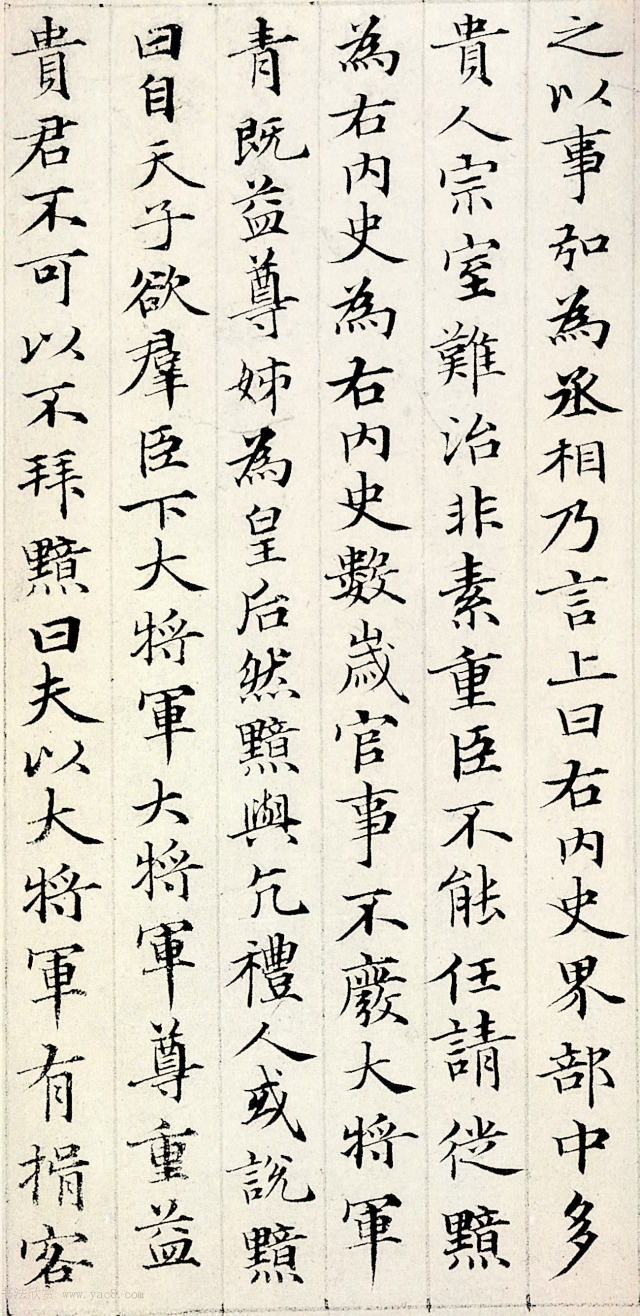 之以事弘為丞相乃言上曰右内史界部中多
貴人宗室難治非素重臣不能任請徙黯
為右内史為右内史數歳官事不廢大将軍
青既益尊姊為皇后然黯與亢禮人或說黯
曰自天子欲羣臣下大将軍大将軍尊重益
貴君不可以不拜黯曰夫以大将軍有揖客